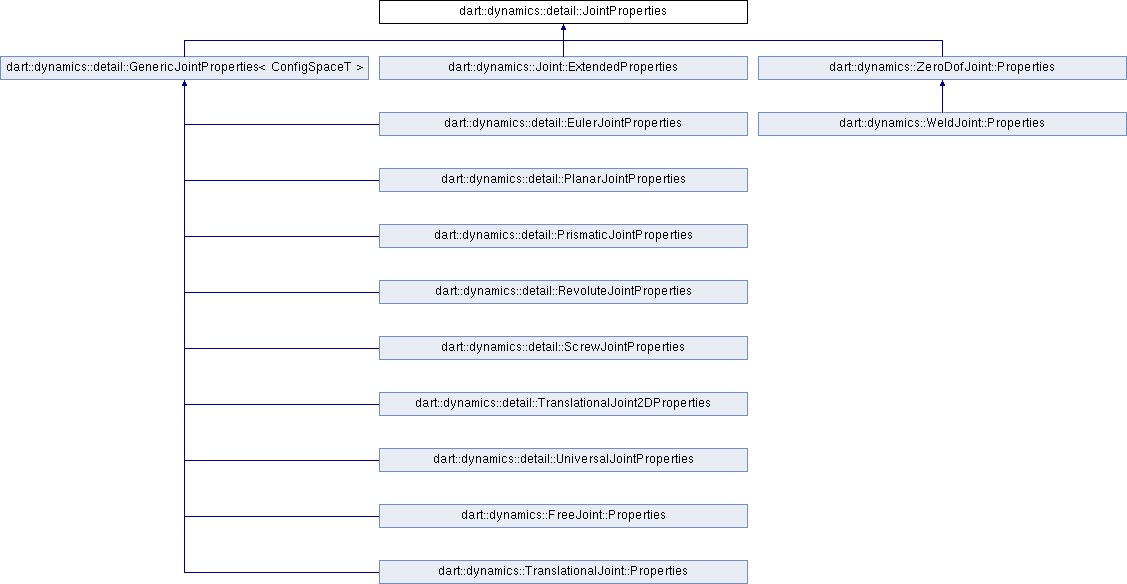 dart::dynamics::detail::JointProperties
dart::dynamics::detail::GenericJointProperties< ConfigSpaceT >
dart::dynamics::Joint::ExtendedProperties
dart::dynamics::ZeroDofJoint::Properties
dart::dynamics::detail::EulerJointProperties
dart::dynamics::WeldJoint::Properties
dart::dynamics::detail::PlanarJointProperties
dart::dynamics::detail::PrismaticJointProperties
dart::dynamics::detail::RevoluteJointProperties
dart::dynamics::detail::ScrewJointProperties
dart::dynamics::detail::TranslationalJoint2DProperties
dart::dynamics::detail::UniversalJointProperties
dart::dynamics::FreeJoint::Properties
dart::dynamics::TranslationalJoint::Properties